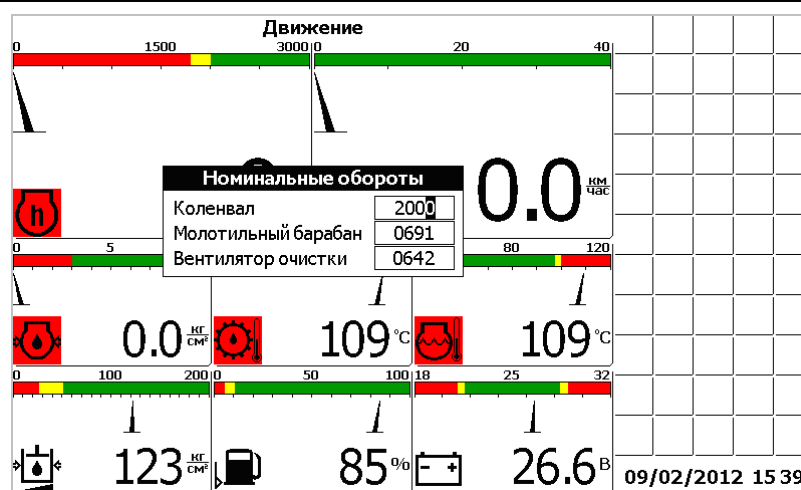 Движение
0 1500 3000 0 20 40
0.0 км час
h
Номинальные обороты
Коленвал 2000
Молотильный барабан 0691
Вентилятор очистки 0642
0 5 80 120
0.0 кг см² 109 °C 109 °C
0 100 200 0 50 100 18 25 32
123 кг см² 85 % 26.6 В
09/02/2012 15 39